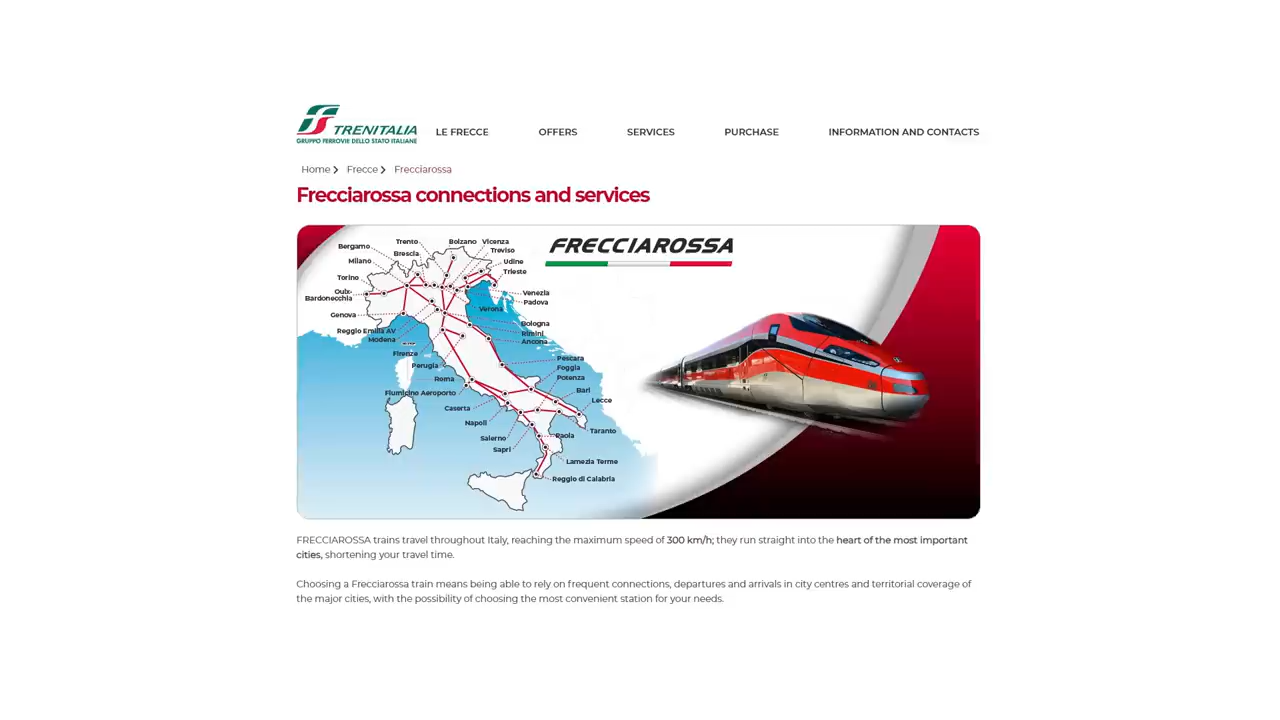 TRENITALIA
GRUPPO FERROVIE DELLO STATO ITALIANE
LE FRECCE
OFFERS
SERVICES
PURCHASE
INFORMATION AND CONTACTS
Home > Frecce > Frecciarossa
Frecciarossa connections and services
FRECCIAROSSA
Trento
Bolzano
Vicenza
Bergamo
Treviso
Brescia
Milano
Udine
Trieste
Torino
Oulx-
Bardonecchia
Venezia
Padova
Verona
Genova
Bologna
Reggio Emilia AV
Rimini
Modena
Ancona
Firenze
Pescara
Perugia
Foggia
Roma
Potenza
Fiumicino Aeroporto
Bari
Lecce
Caserta
Napoli
Taranto
Salerno
Paola
Sapri
Lamezia Terme
Reggio di Calabria
FRECCIAROSSA trains travel throughout Italy, reaching the maximum speed of 300 km/h; they run straight into the heart of the most important
cities, shortening your travel time.
Choosing a Frecciarossa train means being able to rely on frequent connections, departures and arrivals in city centres and territorial coverage of
the major cities, with the possibility of choosing the most convenient station for your needs.